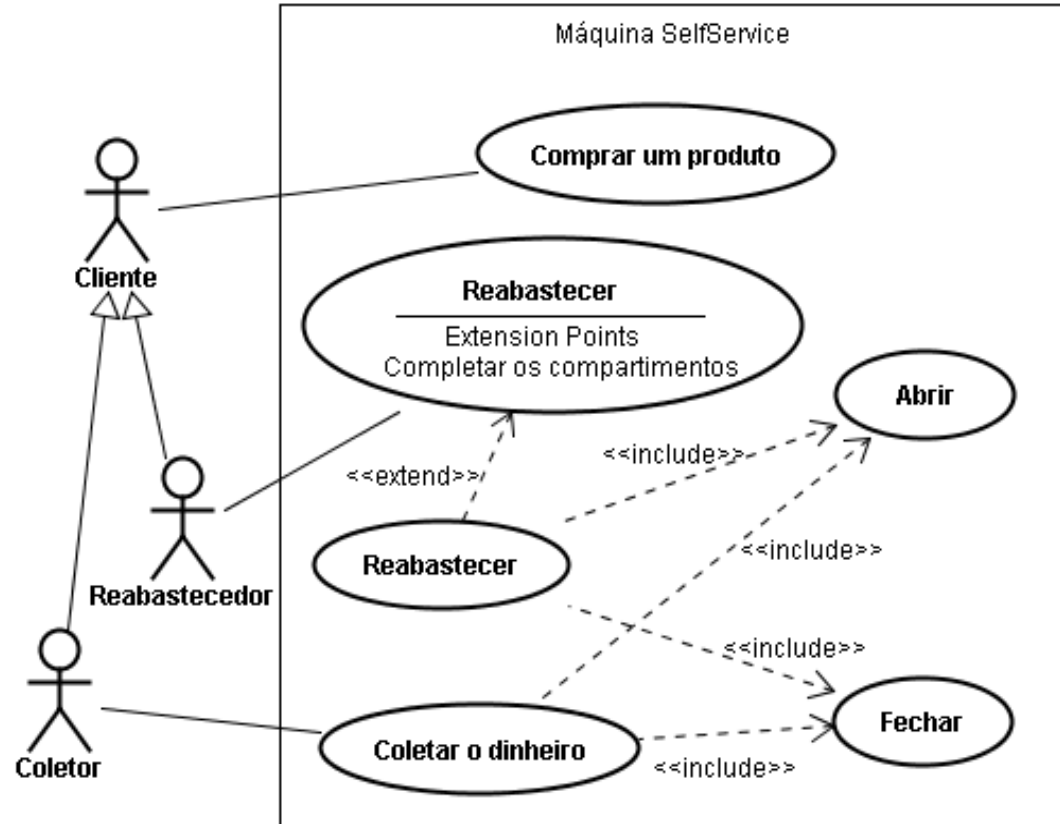 Máquina SelfService
Comprar um produto
Cliente
Reabastecer
Extension Points
Completar os compartimentos
Abrir
<<include>>
<<extend>>
<<include>>
Reabastecer
Reabastecedor
<<include>>
Fechar
Coletar o dinheiro
Coletor
<<include>>